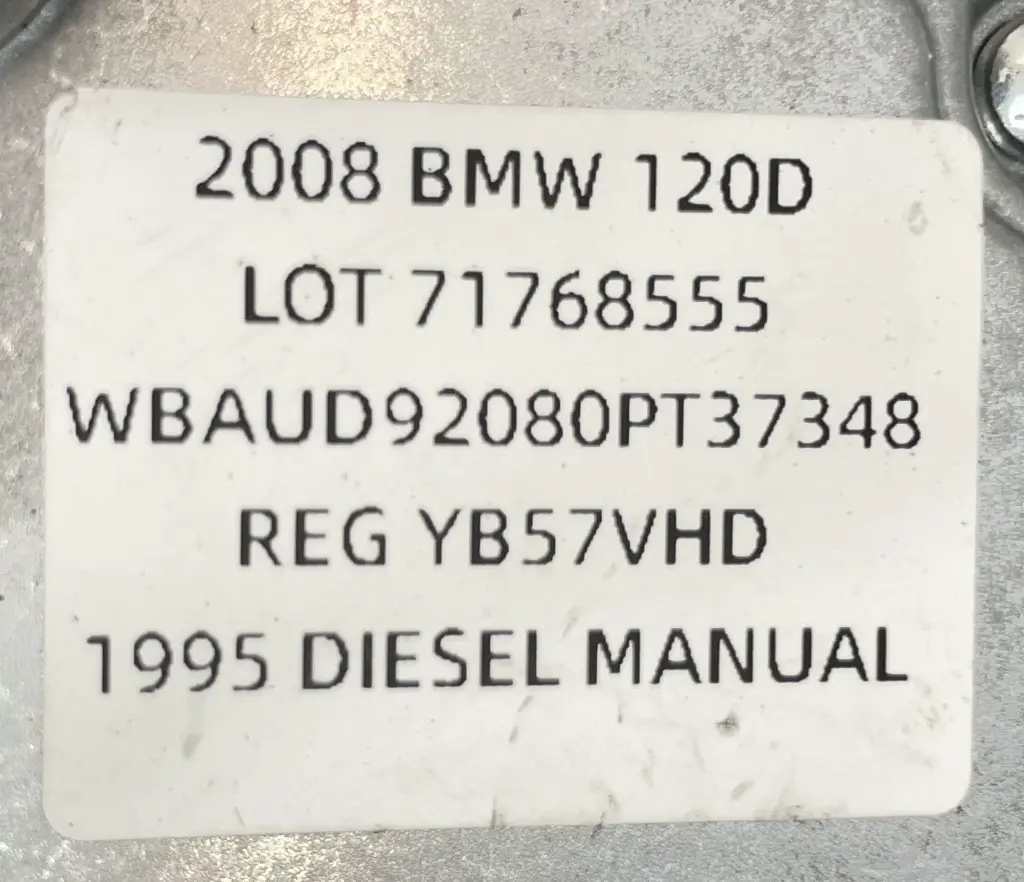 2008 BMW 120D
LOT 71768555
WBAUD92080PT37348
REG YB57VHD
1995 DIESEL MANUAL